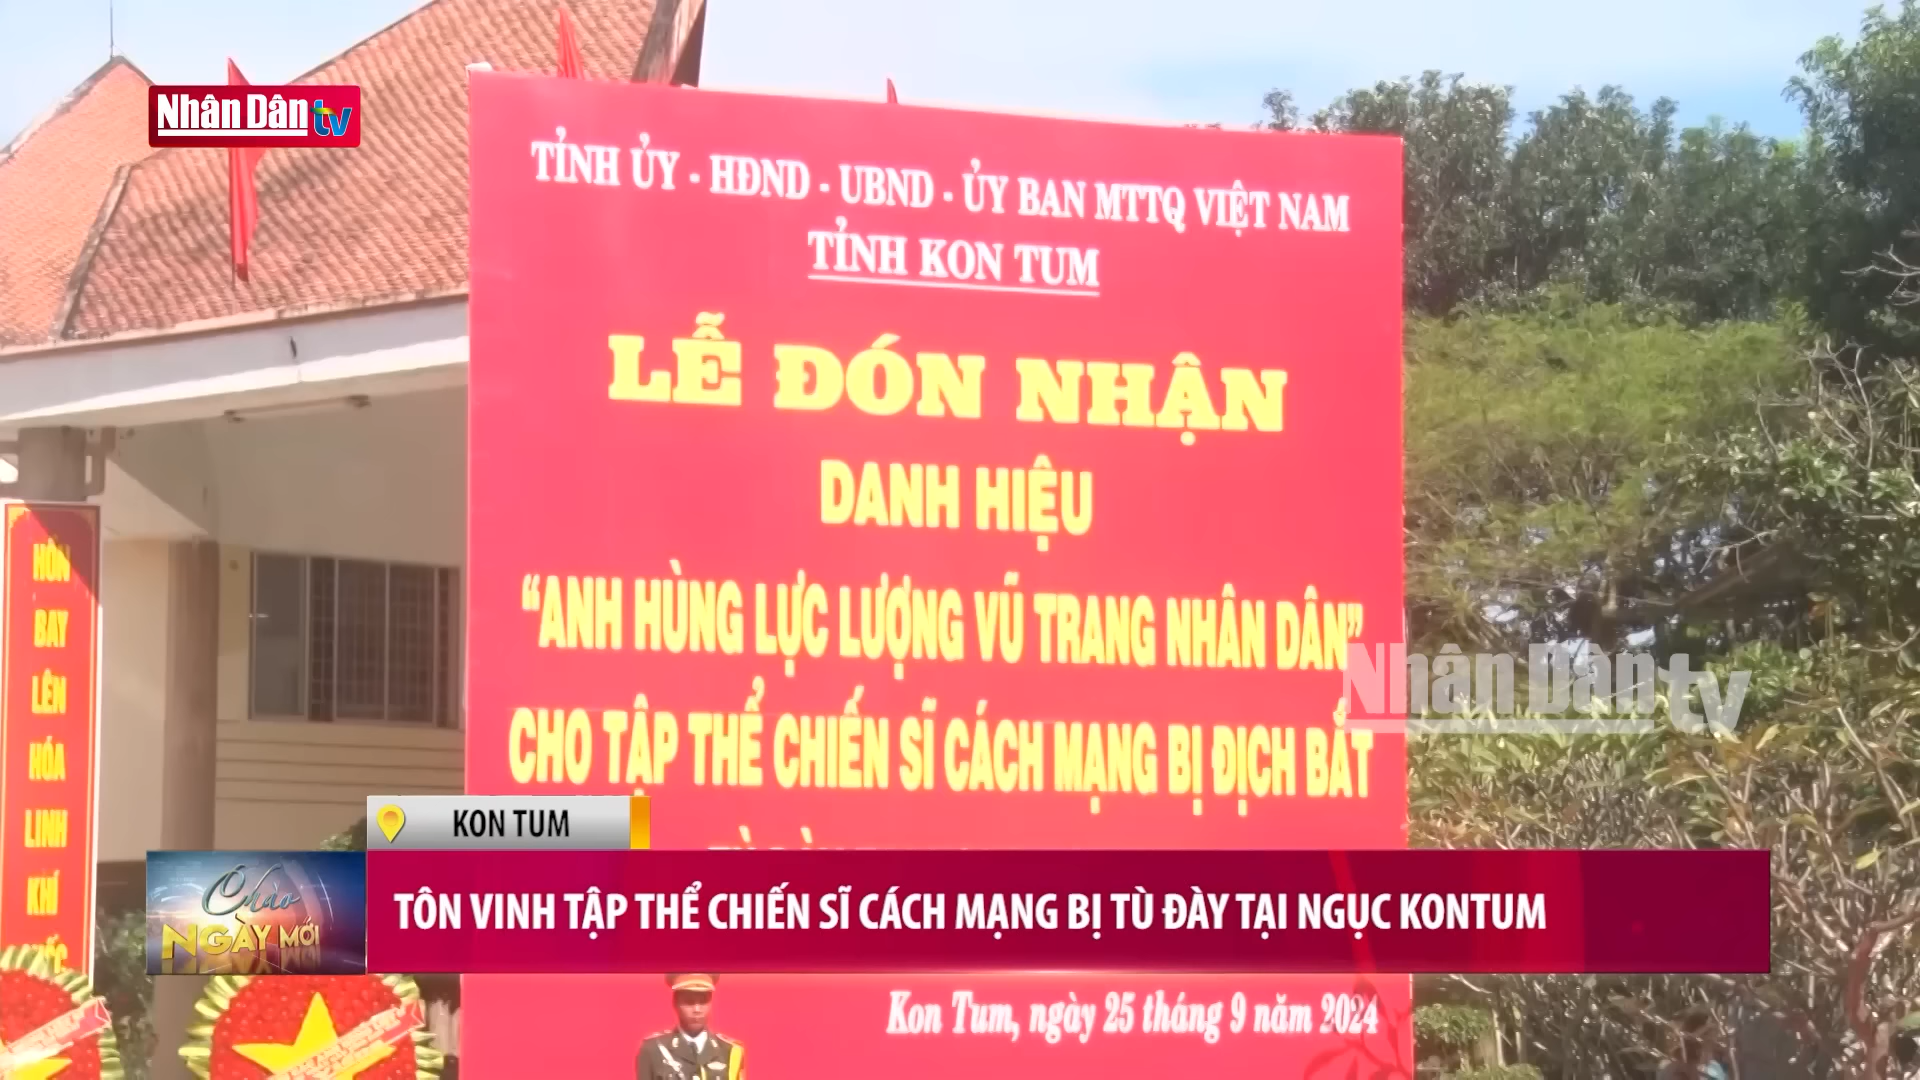 Nhân Dân tv
TỈNH ỦY - HĐND - UBND - ỦY BAN MTTQ VIỆT NAM
TỈNH KON TUM
LỄ ĐÓN NHẬN
DANH HIỆU
“ANH HÙNG LỰC LƯỢNG VŨ TRANG NHÂN DÂN”
CHO TẬP THỂ CHIẾN SĨ CÁCH MẠNG BỊ ĐỊCH BẮT
Kon Tum, ngày 25 tháng 9 năm 2024
HỒN
BAY
LÊN
HÓA
LINH
KHÍ
Nhân Dân tv
KON TUM
Chào
NGÀY MỚI
TÔN VINH TẬP THỂ CHIẾN SĨ CÁCH MẠNG BỊ TÙ ĐÀY TẠI NGỤC KONTUM